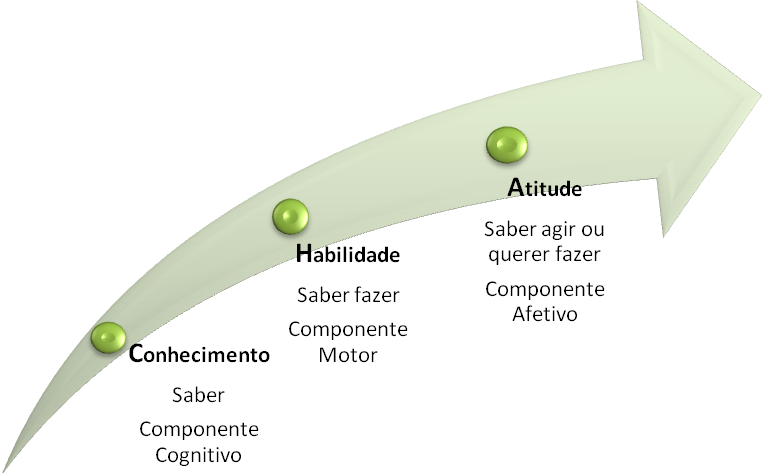 Conhecimento
Saber
Componente
Cognitivo
Habilidade
Saber fazer
Componente
Motor
Atitude
Saber agir ou
querer fazer
Componente
Afetivo